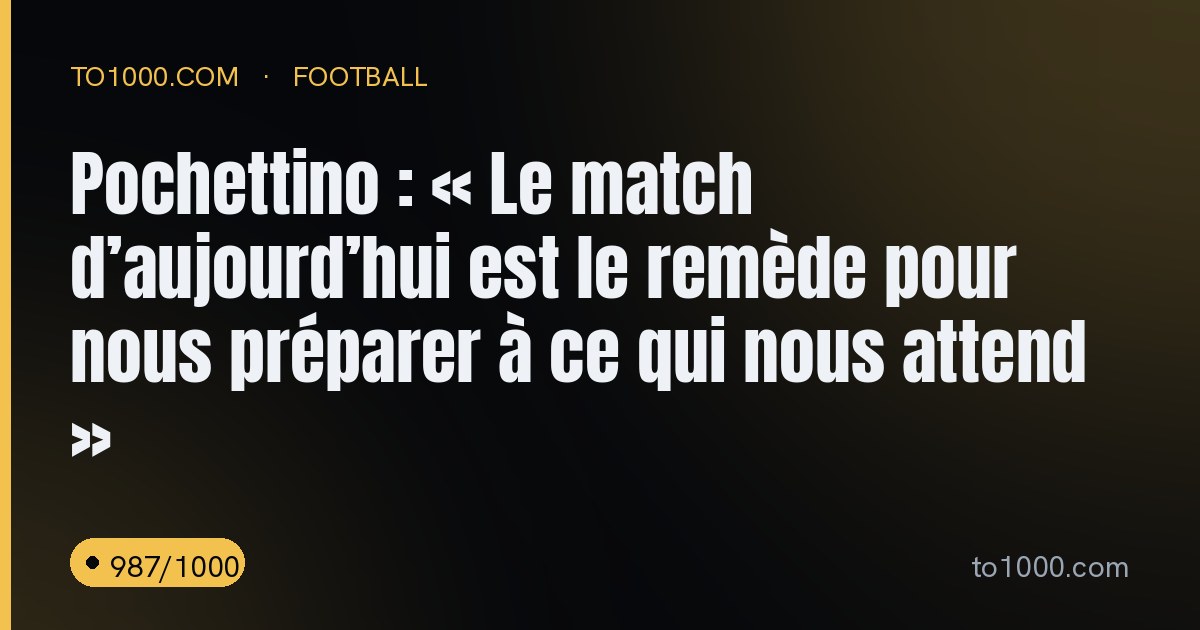 TO1000.COM · FOOTBALL
Pochettino : « Le match
d’aujourd’hui est le remède pour
nous préparer à ce qui nous attend
»
987/1000
to1000.com